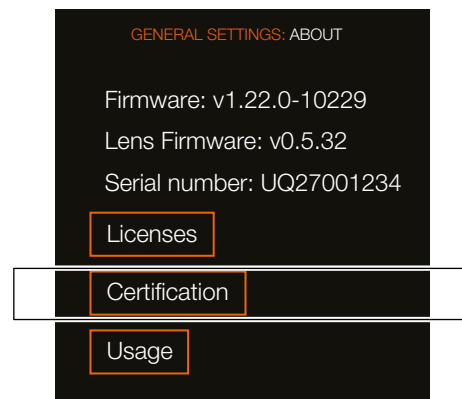 GENERAL SETTINGS: ABOUT
Firmware: v1.22.0-10229
Lens Firmware: v0.5.32
Serial number: UQ27001234
Licenses
Certification
Usage